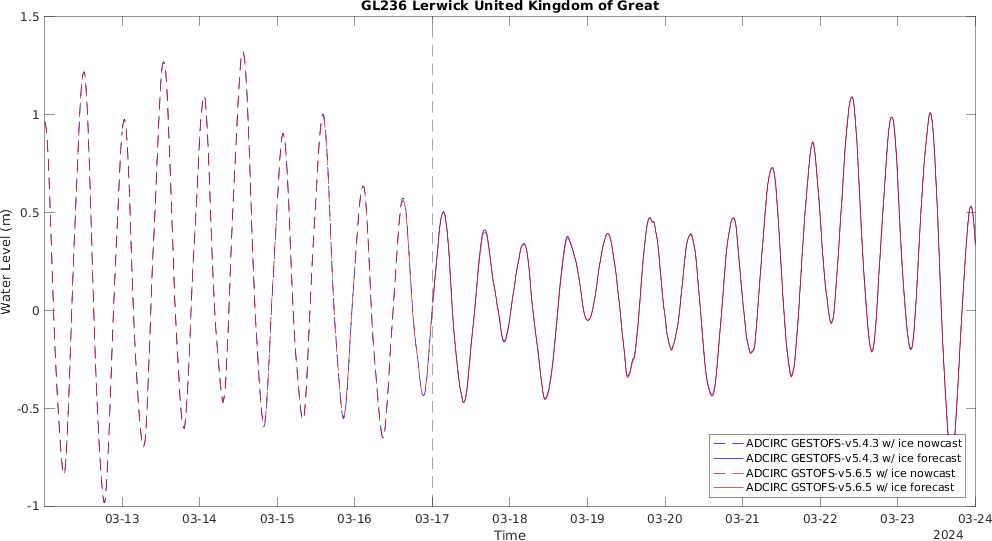 GL236 Lerwick United Kingdom of Great
Water Level (m)
1.5
1
0.5
0
-0.5
-1
ADCIRC GESTOFS-v5.4.3 w/ ice nowcast
ADCIRC GESTOFS-v5.4.3 w/ ice forecast
ADCIRC GSTOFS-v5.6.5 w/ ice nowcast
ADCIRC GSTOFS-v5.6.5 w/ ice forecast
03-13 03-14 03-15 03-16 03-17 03-18 03-19 03-20 03-21 03-22 03-23 03-24
Time
2024